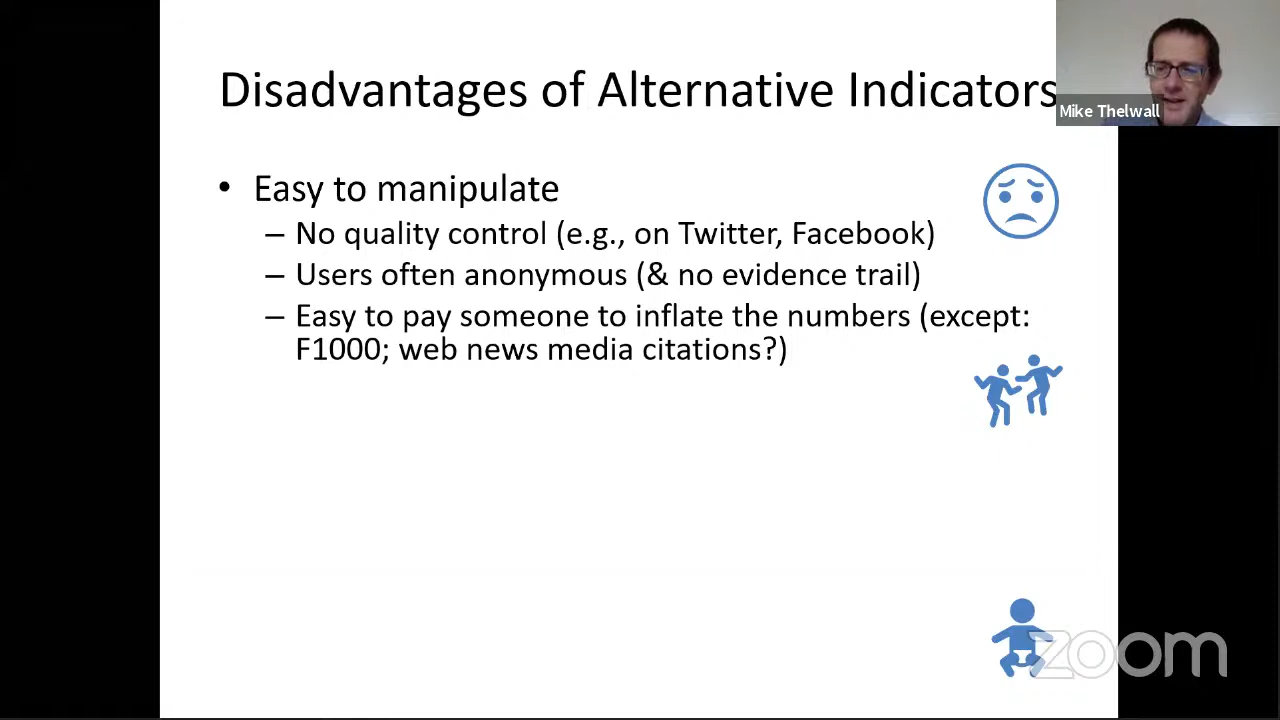 Disadvantages of Alternative Indicators
Mike Thelwall
• Easy to manipulate
– No quality control (e.g., on Twitter, Facebook)
– Users often anonymous (& no evidence trail)
– Easy to pay someone to inflate the numbers (except:
F1000; web news media citations?)
zoom